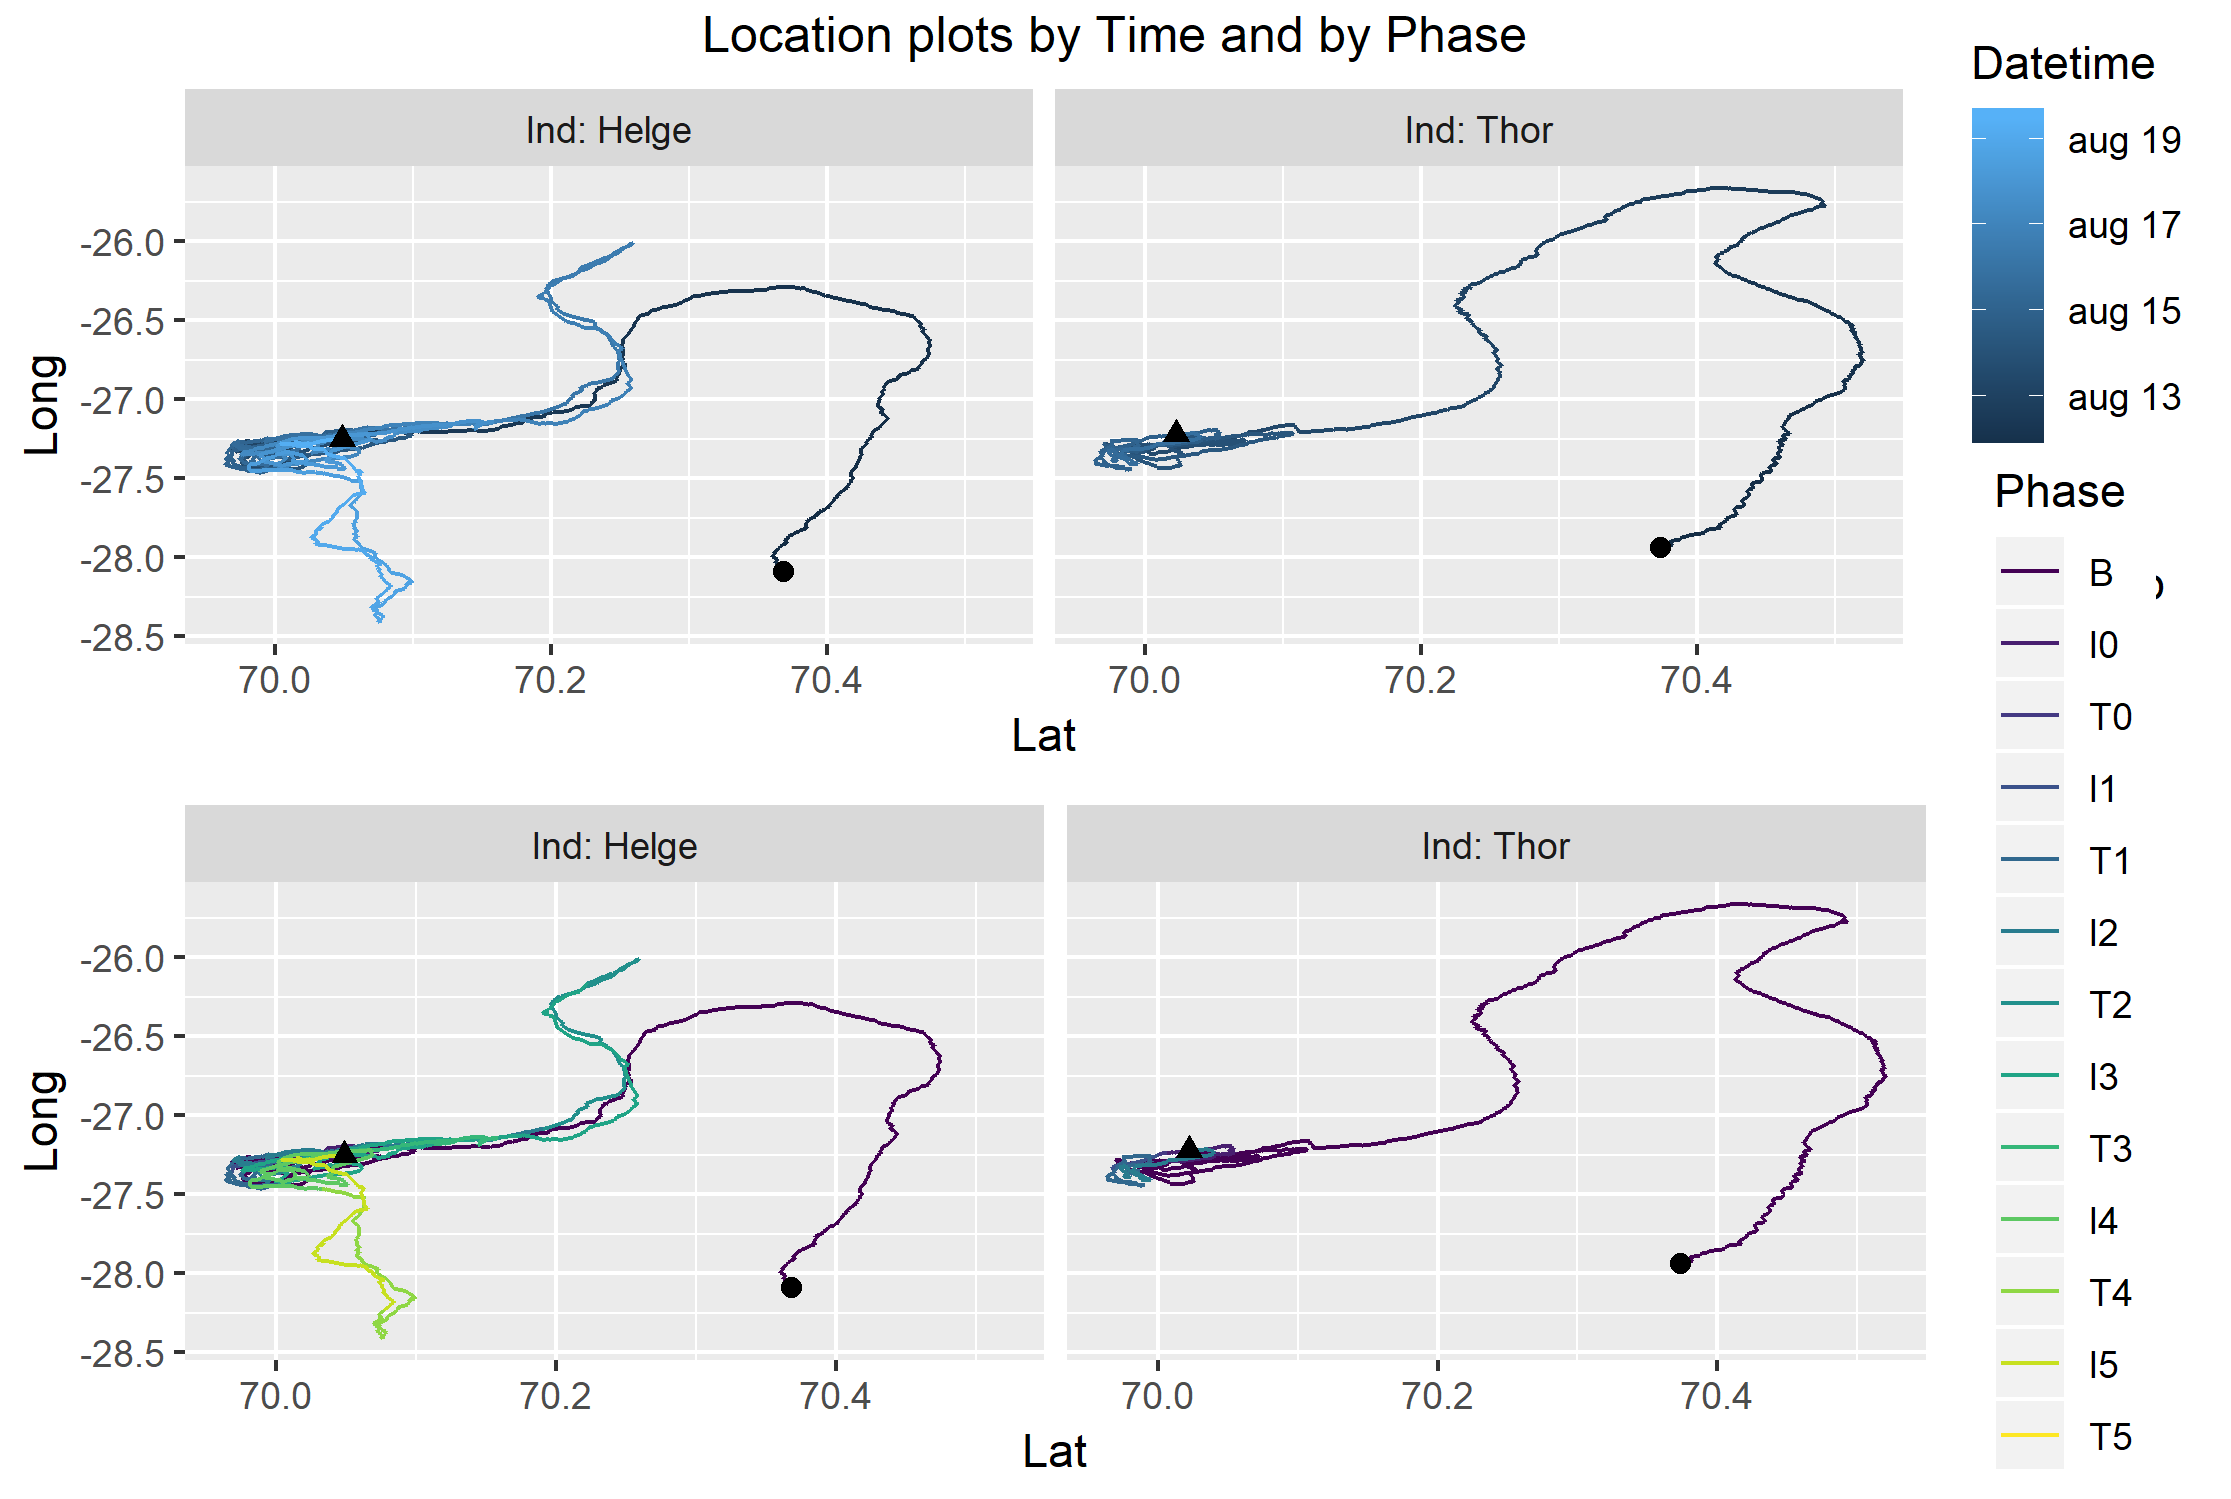 Location plots by Time and by Phase
Ind: Helge
Ind: Thor
Long
-26.0
-26.5
-27.0
-27.5
-28.0
-28.5
70.0
70.2
70.4
70.0
70.2
70.4
Lat
Ind: Helge
Ind: Thor
Long
-26.0
-26.5
-27.0
-27.5
-28.0
-28.5
70.0
70.2
70.4
70.0
70.2
70.4
Lat
Datetime
aug 19
aug 17
aug 15
aug 13
Phase
B
I0
T0
I1
T1
I2
T2
I3
T3
I4
T4
I5
T5